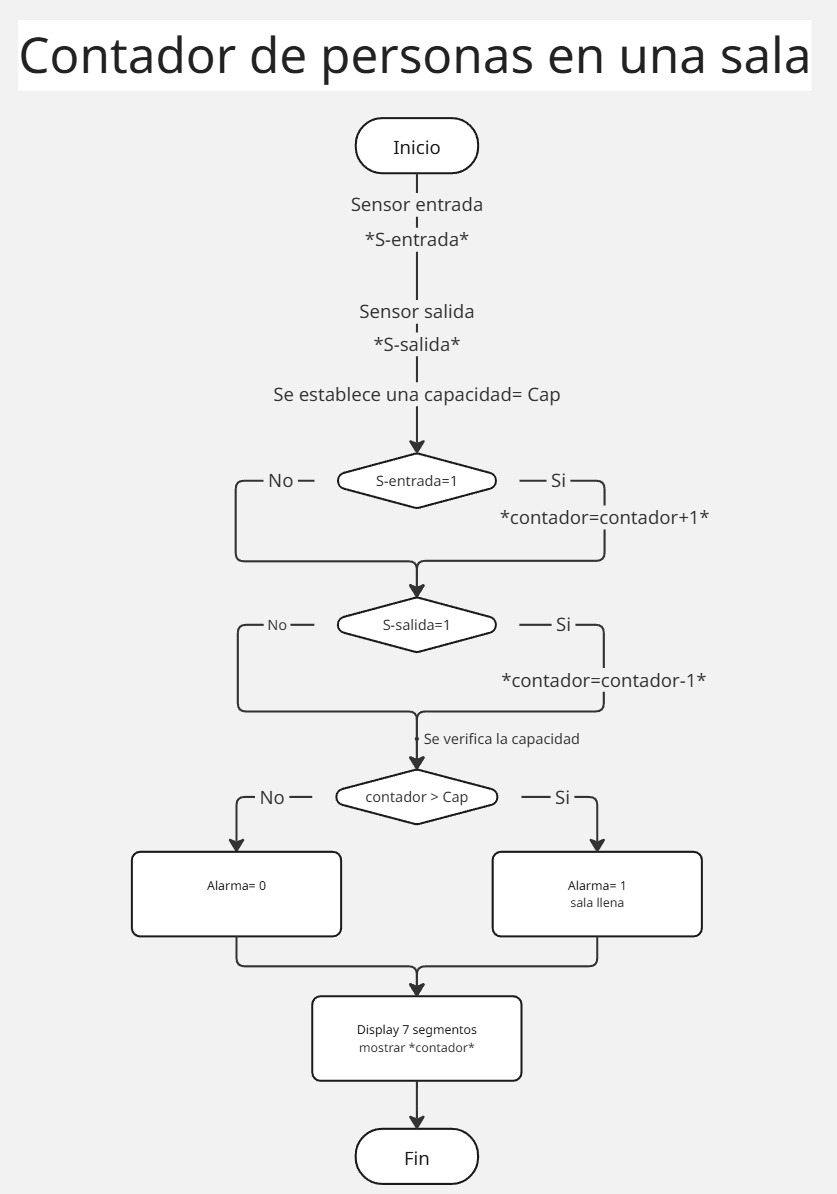 Contador de personas en una sala
Inicio
Sensor entrada
*S-entrada*
Sensor salida
*S-salida*
Se establece una capacidad= Cap
No
S-entrada=1
Si
*contador=contador+1*
No
S-salida=1
Si
*contador=contador-1*
Se verifica la capacidad
No
contador > Cap
Si
Alarma= 0
Alarma= 1
sala llena
Display 7 segmentos
mostrar *contador*
Fin